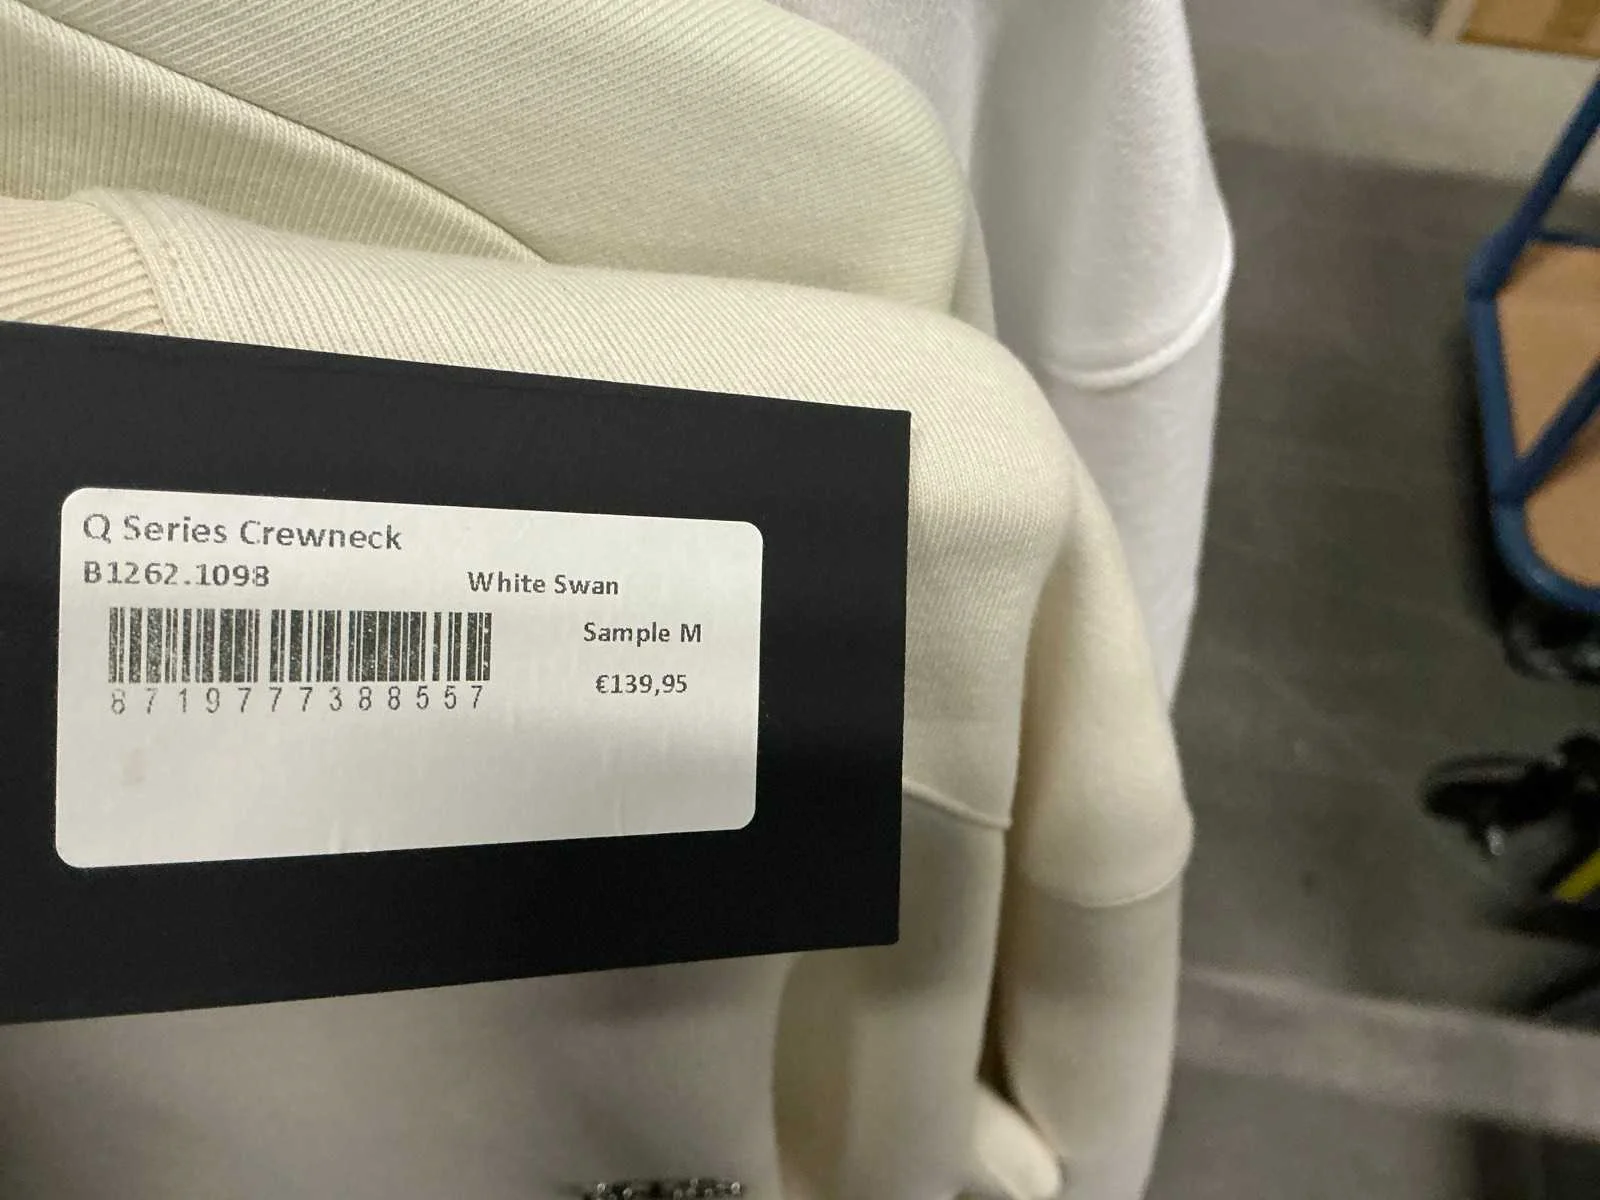 Q Series Crewneck
B1262.1098
White Swan
Sample M
€139,95
8719777388557